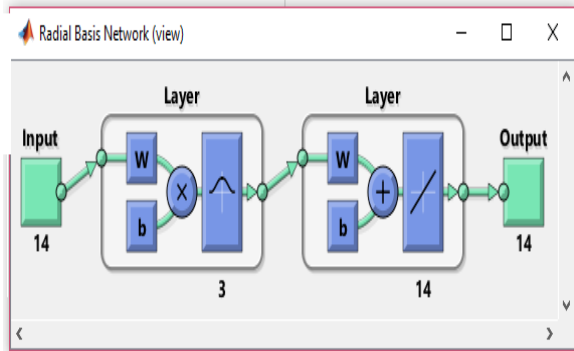 Radial Basis Network (view)
Layer Layer
Input Output
W W
b b
14 14
3 14